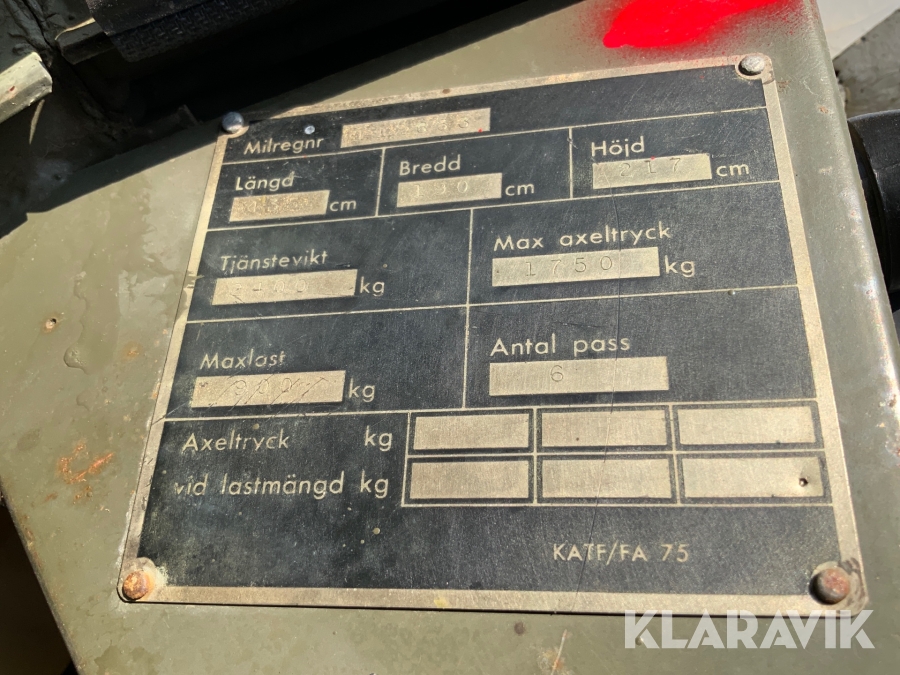 Milregnr
Längd cm
Bredd 190 cm
Höjd 217 cm
Tjänstevikt kg
Max axeltryck 1750 kg
Maxlast kg
Antal pass 6
Axeltryck kg
vid lastmängd kg
KATF/FA 75
KLARAVIK